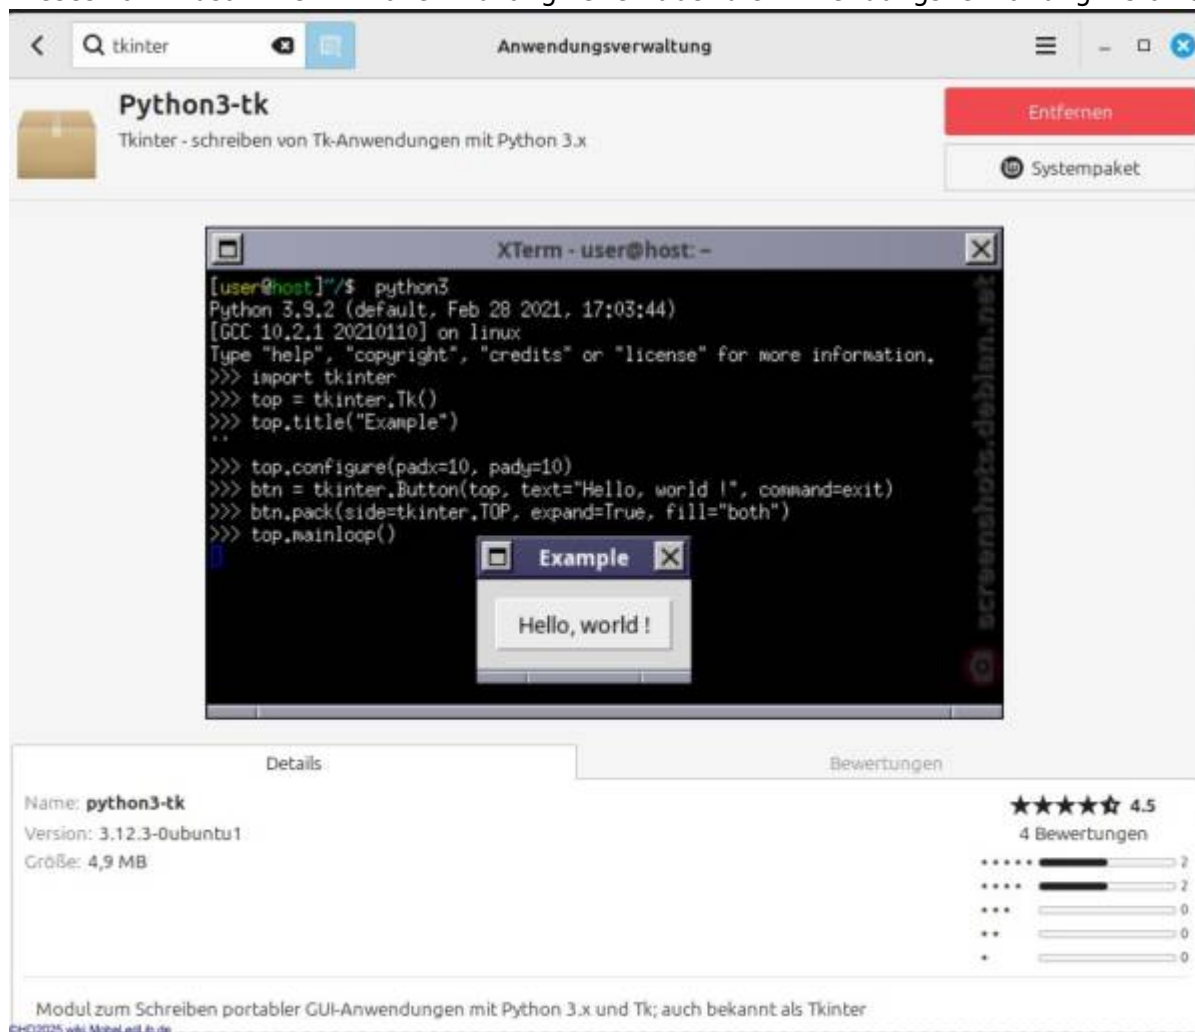 tkinter
Anwendungsverwaltung
Python3-tk
Tkinter - schreiben von Tk-Anwendungen mit Python 3.x
Entfernen
Systempaket
XTerm - user@host: ~
[user@host]~/$ python3
Python 3.9.2 (default, Feb 28 2021, 17:03:44)
[GCC 10.2.1 20210110] on linux
Type "help", "copyright", "credits" or "license" for more information.
>>> import tkinter
>>> top = tkinter.Tk()
>>> top.title("Example")
''
>>> top.configure(padx=10, pady=10)
>>> btn = tkinter.Button(top, text="Hello, world !", command=exit)
>>> btn.pack(side=tkinter.TOP, expand=True, fill="both")
>>> top.mainloop()
Example
Hello, world !
screenshots.debian.net
Details
Bewertungen
Name: python3-tk
Version: 3.12.3-0ubuntu1
Größe: 4,9 MB
4.5
4 Bewertungen
2
2
0
0
0
Modul zum Schreiben portabler GUI-Anwendungen mit Python 3.x und Tk; auch bekannt als Tkinter